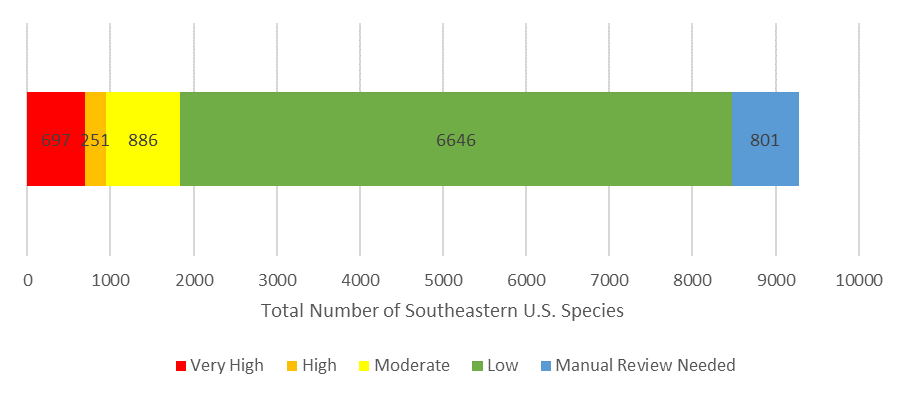 697 251 886 6646 801
0 1000 2000 3000 4000 5000 6000 7000 8000 9000 10000
Total Number of Southeastern U.S. Species
Very High High Moderate Low Manual Review Needed